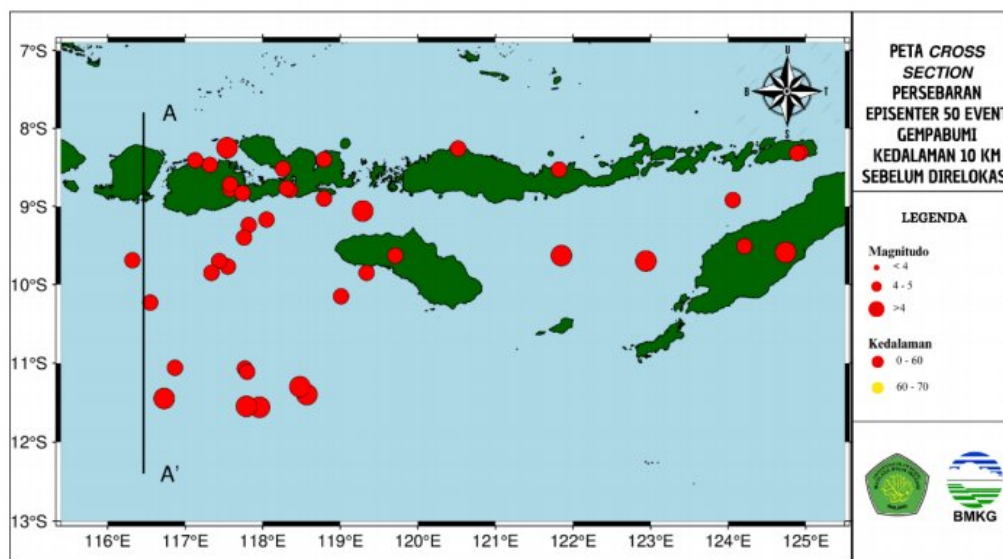 PETA CROSS
SECTION
PERSEBARAN
EPISENTER 50 EVENT
GEMPABUMI
KEDALAMAN 10 KM
SEBELUM DIRELOKAS
LEGENDA
Magnitudo
< 4
4 - 5
>4
Kedalaman
0 - 60
60 - 70
BMKG
7°S
8°S
9°S
10°S
11°S
12°S
13°S
116°E
117°E
118°E
119°E
120°E
121°E
122°E
123°E
124°E
125°E
A
A'
U
B
T
S